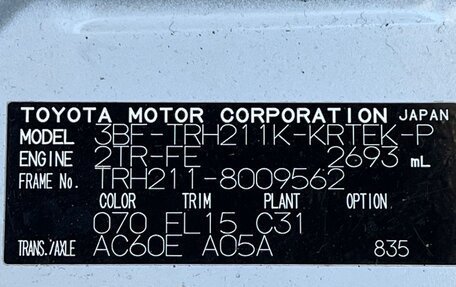 TOYOTA MOTOR CORPORATION JAPAN
MODEL 3BF-TRH211K-KRTEK-P
ENGINE 2TR-FE 2693 mL
FRAME No. TRH211-8009562
COLOR TRIM PLANT OPTION
070 FL15 C31
TRANS./AXLE AC60E A05A 835